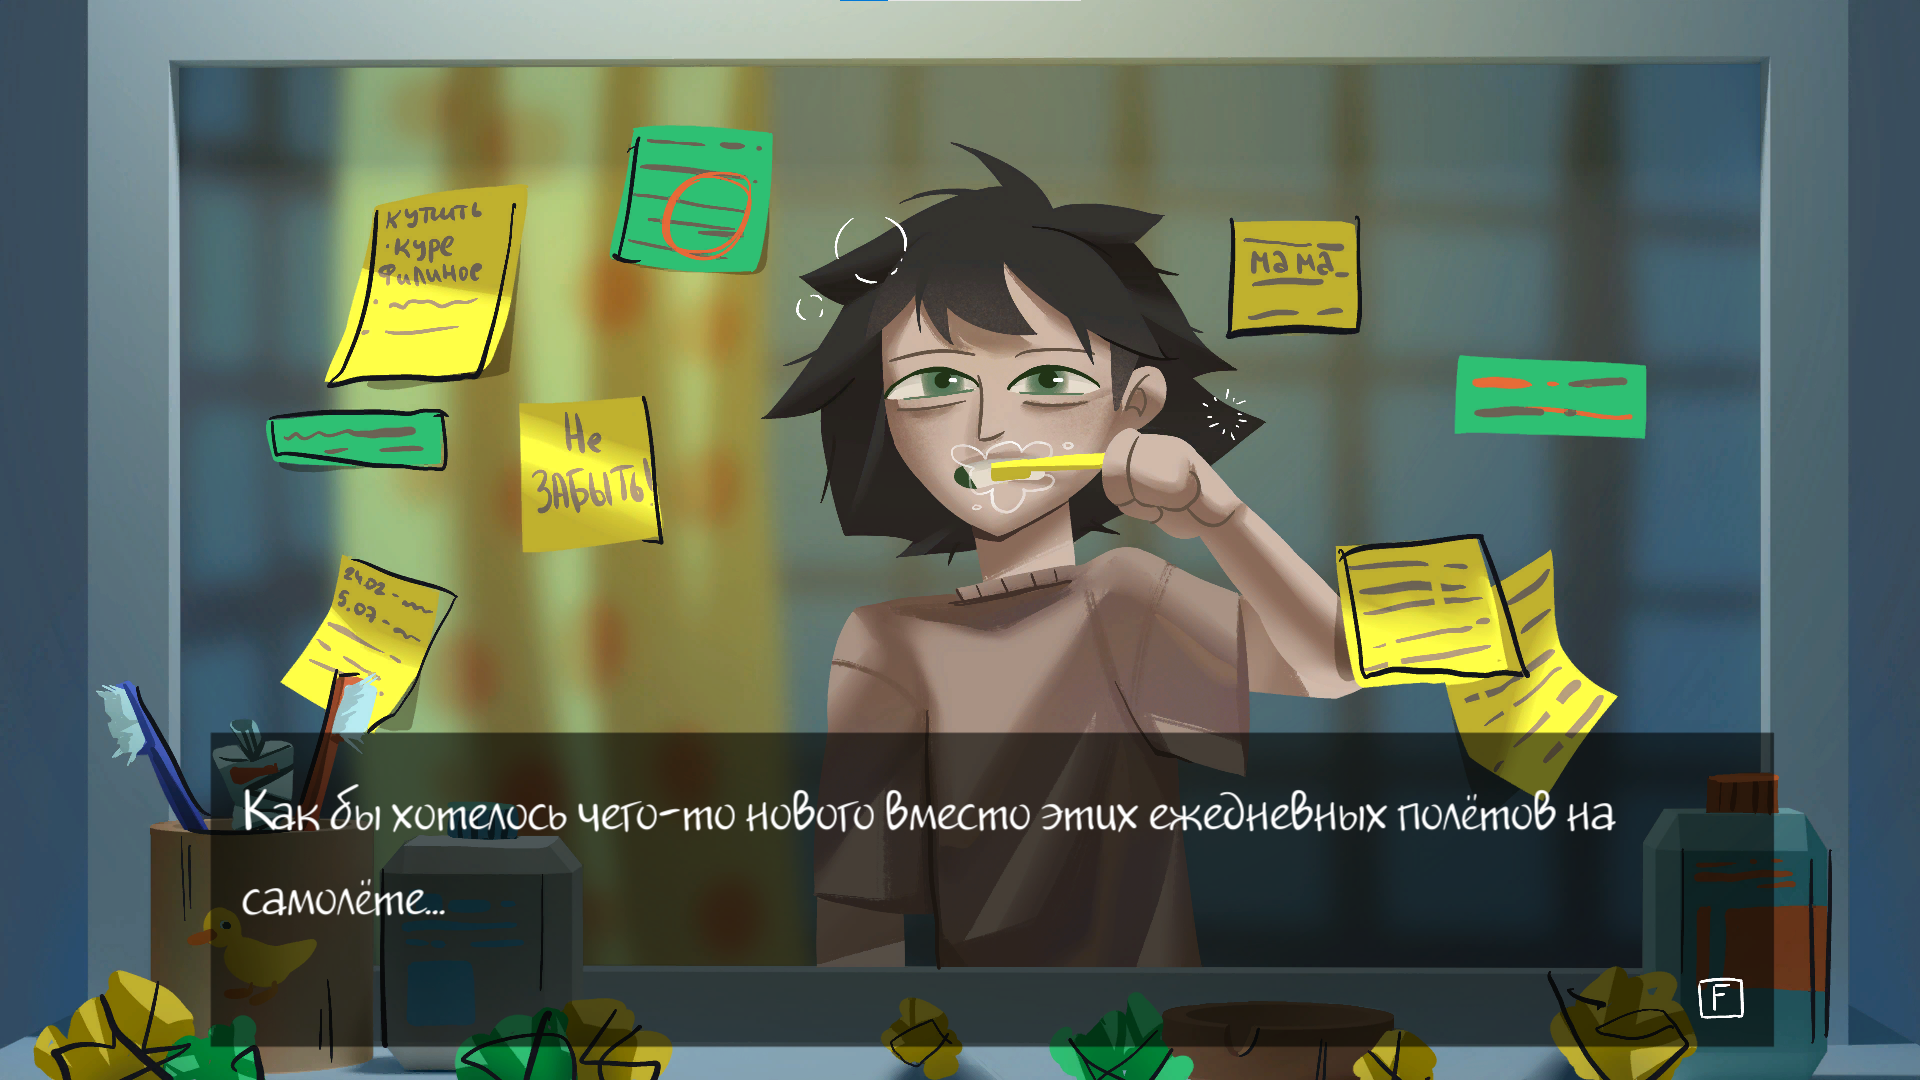 купить
·куре
филиное
Не
ЗАБЫТЬ!
24.02 -
5.07 -
мама
Как бы хотелось чего-то нового вместо этих ежедневных полётов на
самолёте...
F